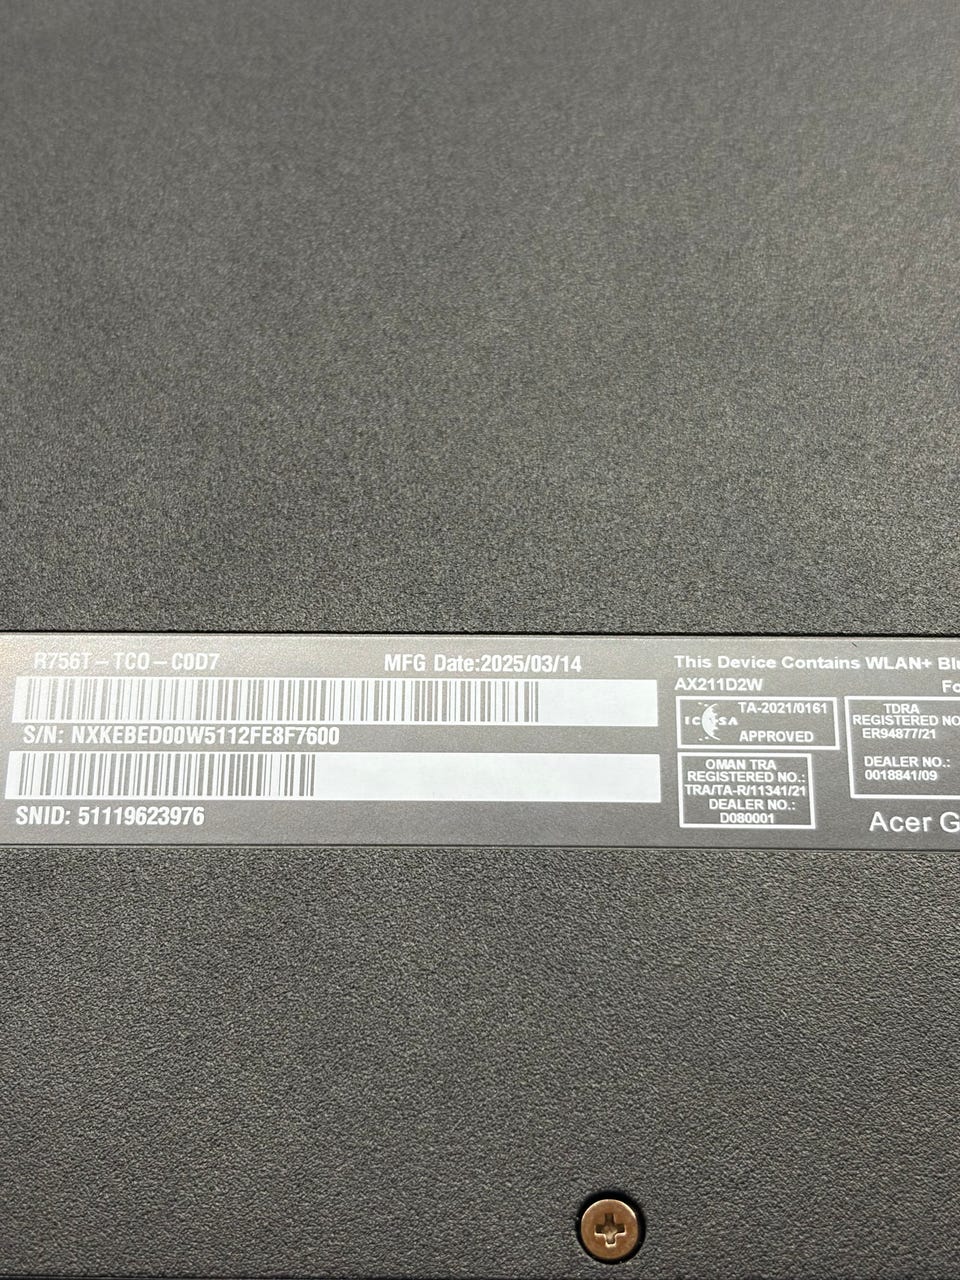 R756T-TCO-C0D7 MFG Date:2025/03/14
S/N: NXKEBED00W5112FE8F7600
SNID: 51119623976
This Device Contains WLAN+ Blu
AX211D2W Fo
ICASA TA-2021/0161
APPROVED
OMAN TRA
REGISTERED NO.:
TRA/TA-R/11341/21
DEALER NO.:
D080001
TDRA
REGISTERED NO
ER94877/21
DEALER NO.:
0018841/09
Acer G